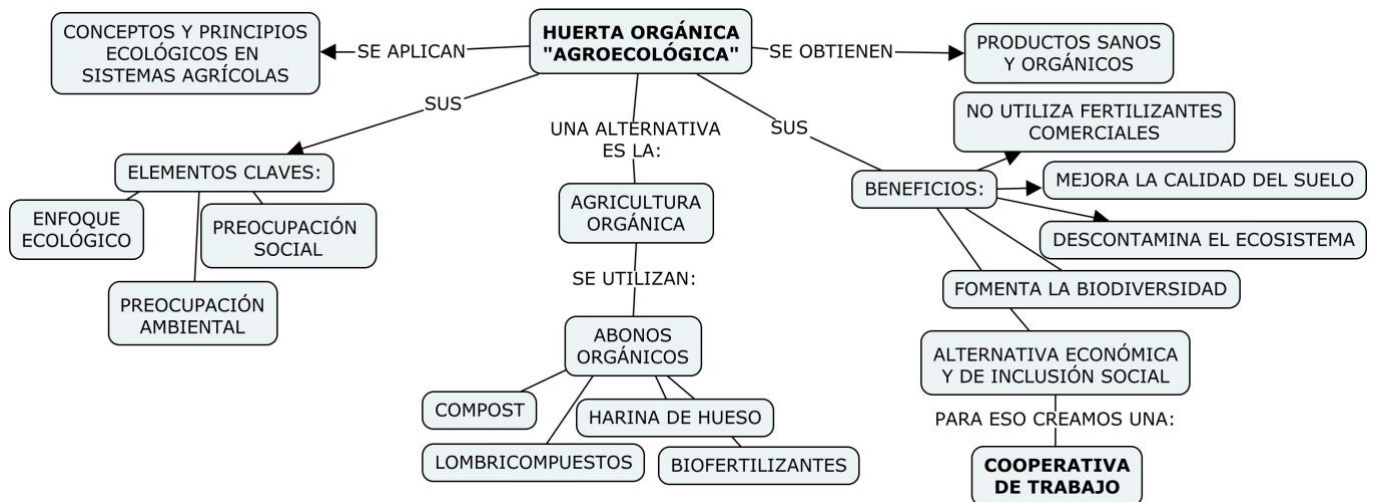 HUERTA ORGÁNICA
"AGROECOLÓGICA"
SE APLICAN
CONCEPTOS Y PRINCIPIOS
ECOLÓGICOS EN
SISTEMAS AGRÍCOLAS
SE OBTIENEN
PRODUCTOS SANOS
Y ORGÁNICOS
SUS
ELEMENTOS CLAVES:
ENFOQUE
ECOLÓGICO
PREOCUPACIÓN
AMBIENTAL
PREOCUPACIÓN
SOCIAL
UNA ALTERNATIVA
ES LA:
AGRICULTURA
ORGÁNICA
SE UTILIZAN:
ABONOS
ORGÁNICOS
COMPOST
LOMBRICOMPUESTOS
HARINA DE HUESO
BIOFERTILIZANTES
SUS
BENEFICIOS:
NO UTILIZA FERTILIZANTES
COMERCIALES
MEJORA LA CALIDAD DEL SUELO
DESCONTAMINA EL ECOSISTEMA
FOMENTA LA BIODIVERSIDAD
ALTERNATIVA ECONÓMICA
Y DE INCLUSIÓN SOCIAL
PARA ESO CREAMOS UNA:
COOPERATIVA
DE TRABAJO